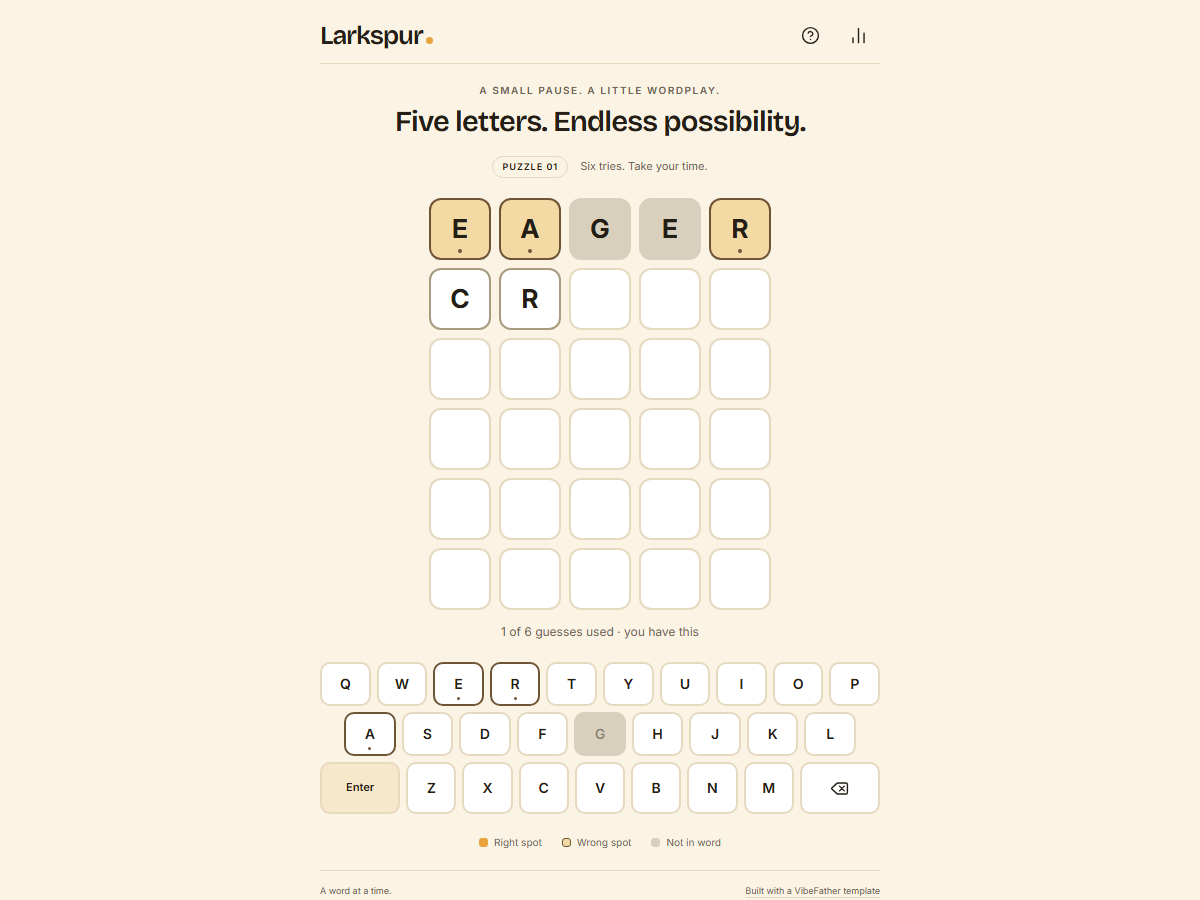 Larkspur.
A SMALL PAUSE. A LITTLE WORDPLAY.
Five letters. Endless possibility.
PUZZLE 01 Six tries. Take your time.
E A G E R
C R
1 of 6 guesses used · you have this
Q W E R T Y U I O P
A S D F G H J K L
Enter Z X C V B N M
Right spot Wrong spot Not in word
A word at a time. Built with a VibeFather template